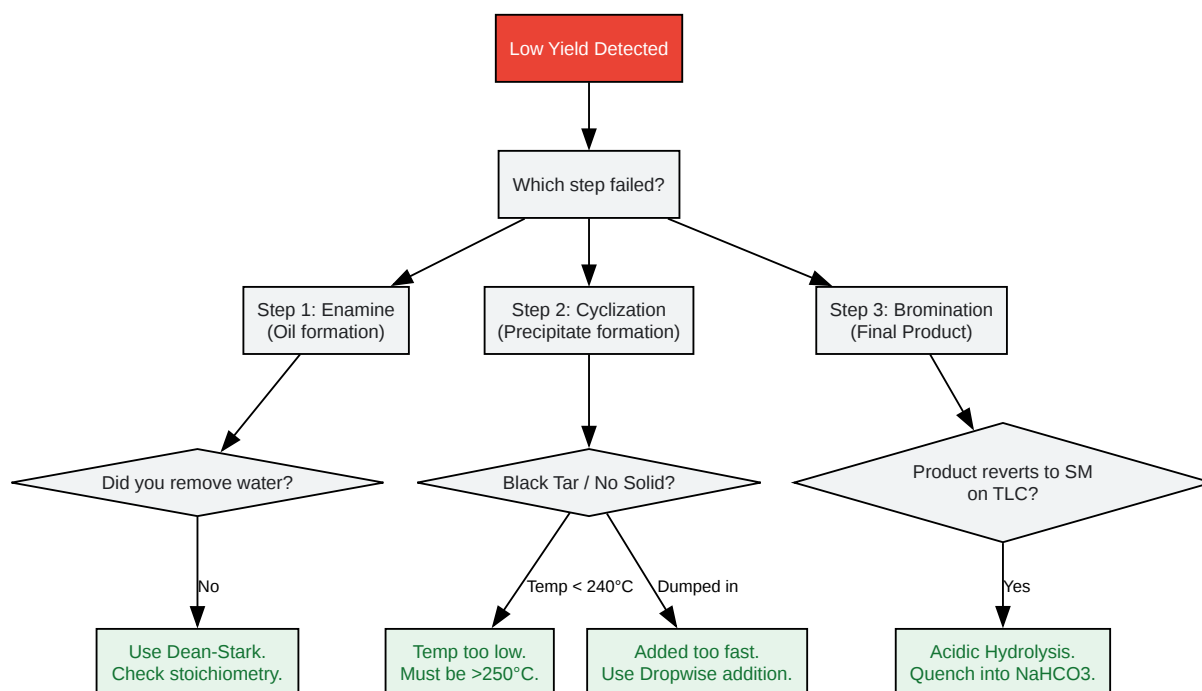 Low Yield Detected
Which step failed?
Step 1: Enamine
(Oil formation)
Step 2: Cyclization
(Precipitate formation)
Step 3: Bromination
(Final Product)
Did you remove water?
Black Tar / No Solid?
Product reverts to SM
on TLC?
No
Temp < 240°C
Dumped in
Yes
Use Dean-Stark.
Check stoichiometry.
Temp too low.
Must be >250°C.
Added too fast.
Use Dropwise addition.
Acidic Hydrolysis.
Quench into NaHCO3.